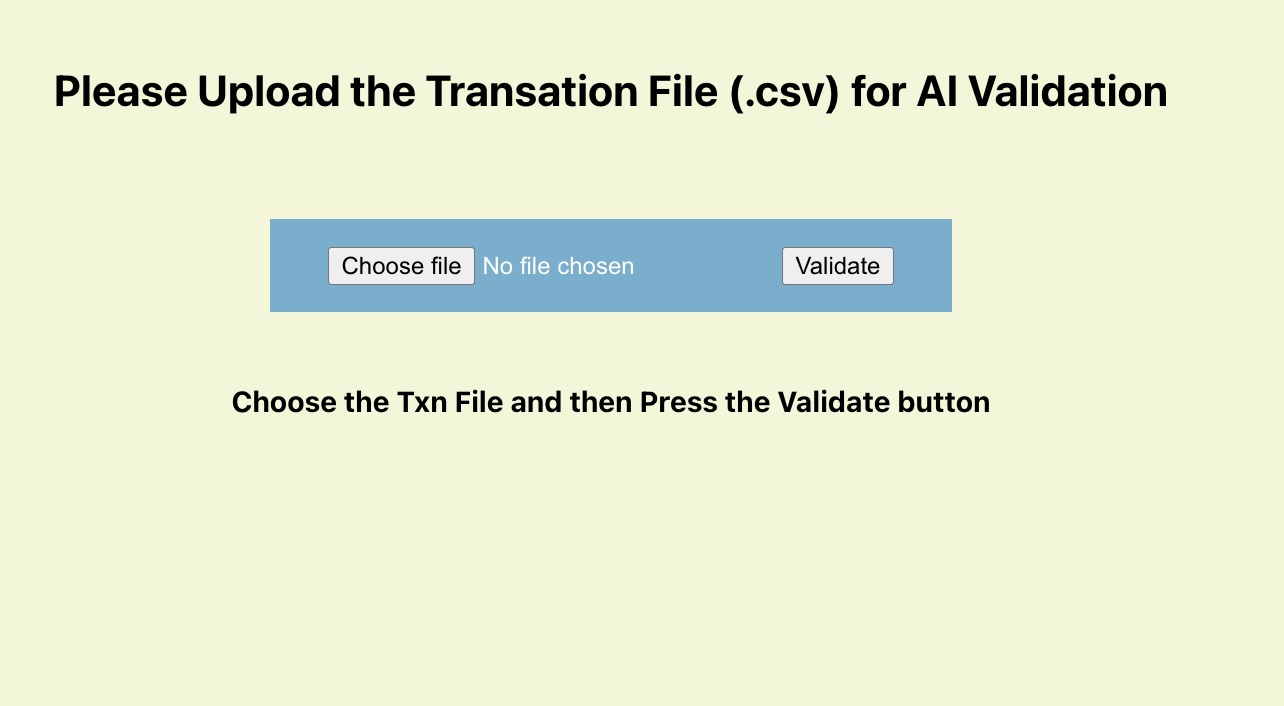 Please Upload the Transation File (.csv) for AI Validation
Choose file No file chosen Validate
Choose the Txn File and then Press the Validate button